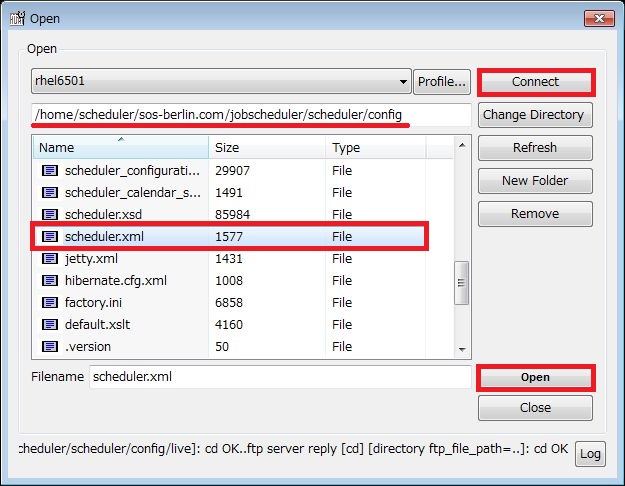 Open
Open
rhel6501 Profile... Connect
/home/scheduler/sos-berlin.com/jobscheduler/scheduler/config Change Directory
Name Size Type
Refresh
scheduler_configurati... 29907 File
scheduler_calendar_s... 1491 File
New Folder
scheduler.xsd 85984 File
Remove
scheduler.xml 1577 File
jetty.xml 1431 File
hibernate.cfg.xml 1008 File
factory.ini 6858 File
default.xslt 4160 File
.version 50 File
Filename scheduler.xml Open
Close
cheduler/scheduler/config/live]: cd OK..ftp server reply [cd] [directory ftp_file_path=..]: cd OK Log